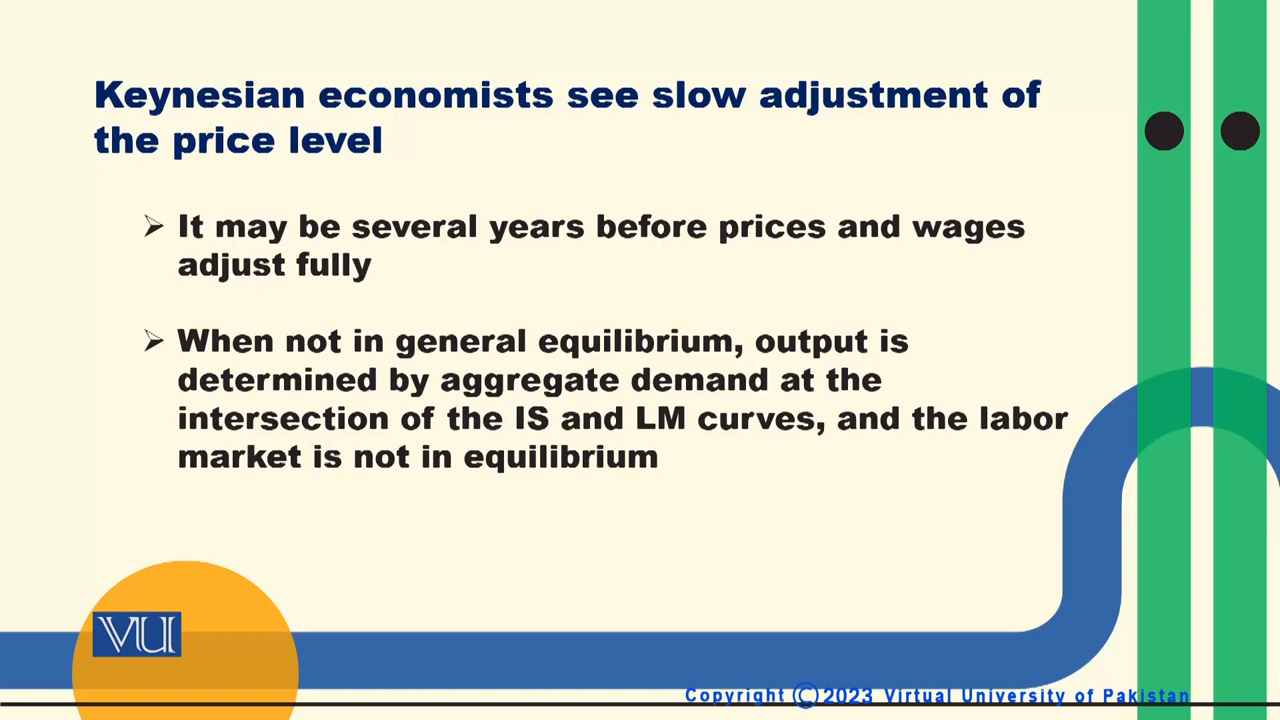 Keynesian economists see slow adjustment of
the price level
It may be several years before prices and wages
adjust fully
When not in general equilibrium, output is
determined by aggregate demand at the
intersection of the IS and LM curves, and the labor
market is not in equilibrium
VU
Copyright ©2023 Virtual University of Pakistan